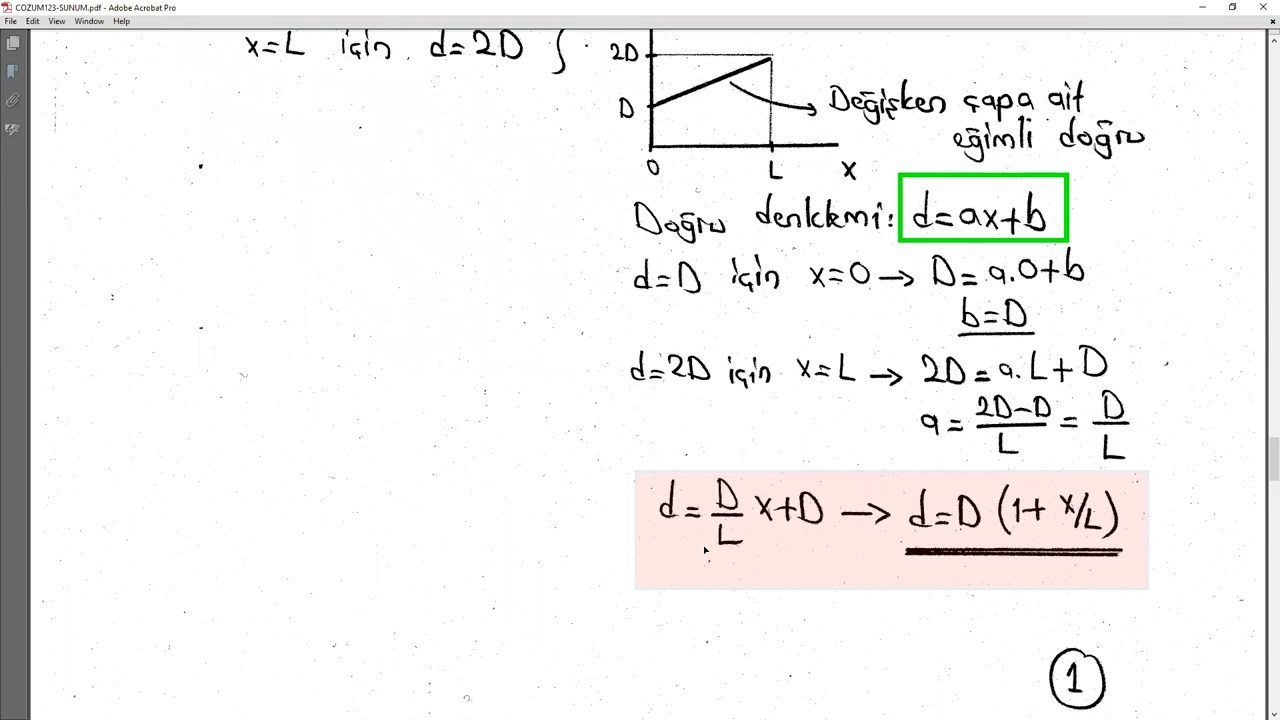 COZUM123-SUNUM.pdf - Adobe Acrobat Pro
File Edit View Window Help
x=L için d=2D
2D
D
0 L x
Değişken çapa ait
eğimli doğru
Doğru denklemi: d=ax+b
d=D için x=0 → D=a.0+b
b=D
d=2D için x=L → 2D=a.L+D
a = (2D-D)/L = D/L
d = D/L x+D → d=D (1+ x/L)
1